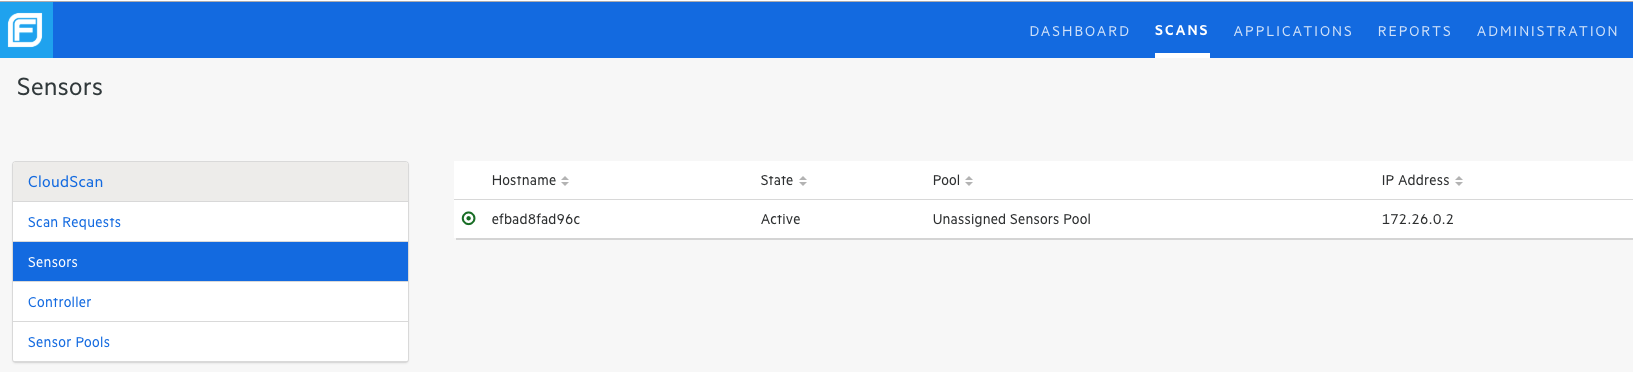 DASHBOARD SCANS APPLICATIONS REPORTS ADMINISTRATION
Sensors
CloudScan
Scan Requests
Sensors
Controller
Sensor Pools
Hostname State Pool IP Address
efbad8fad96c Active Unassigned Sensors Pool 172.26.0.2